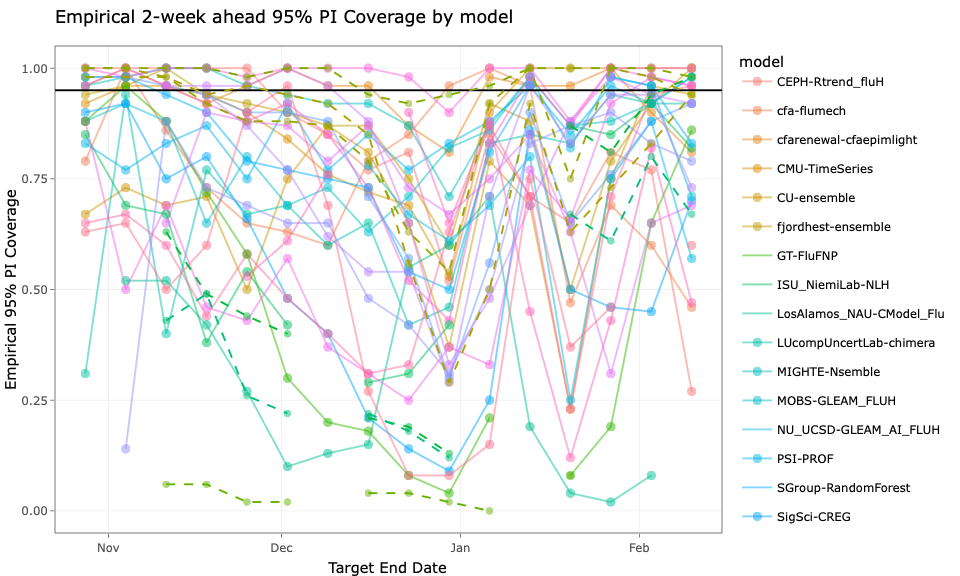 Empirical 2-week ahead 95% PI Coverage by model
model
1.00
0.75
0.50
0.25
0.00
Empirical 95% PI Coverage
Nov
Dec
Jan
Feb
Target End Date
CEPH-Rtrend_fluH
cfa-flumech
cfarenewal-cfaepimlight
CMU-TimeSeries
CU-ensemble
fjordhest-ensemble
GT-FluFNP
ISU_NiemiLab-NLH
LosAlamos_NAU-CModel_Flu
LUcompUncertLab-chimera
MIGHTE-Nsemble
MOBS-GLEAM_FLUH
NU_UCSD-GLEAM_AI_FLUH
PSI-PROF
SGroup-RandomForest
SigSci-CREG